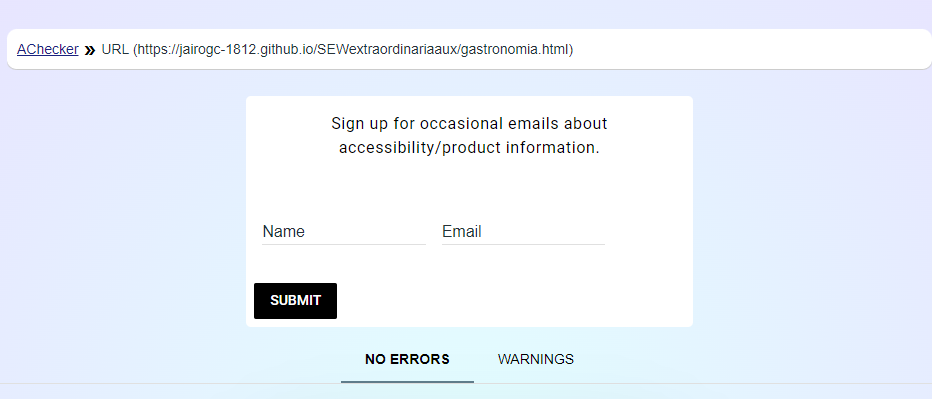 AChecker » URL (https://jairogc-1812.github.io/SEWextraordinariaaux/gastronomia.html)
Sign up for occasional emails about
accessibility/product information.
Name Email
SUBMIT
NO ERRORS WARNINGS